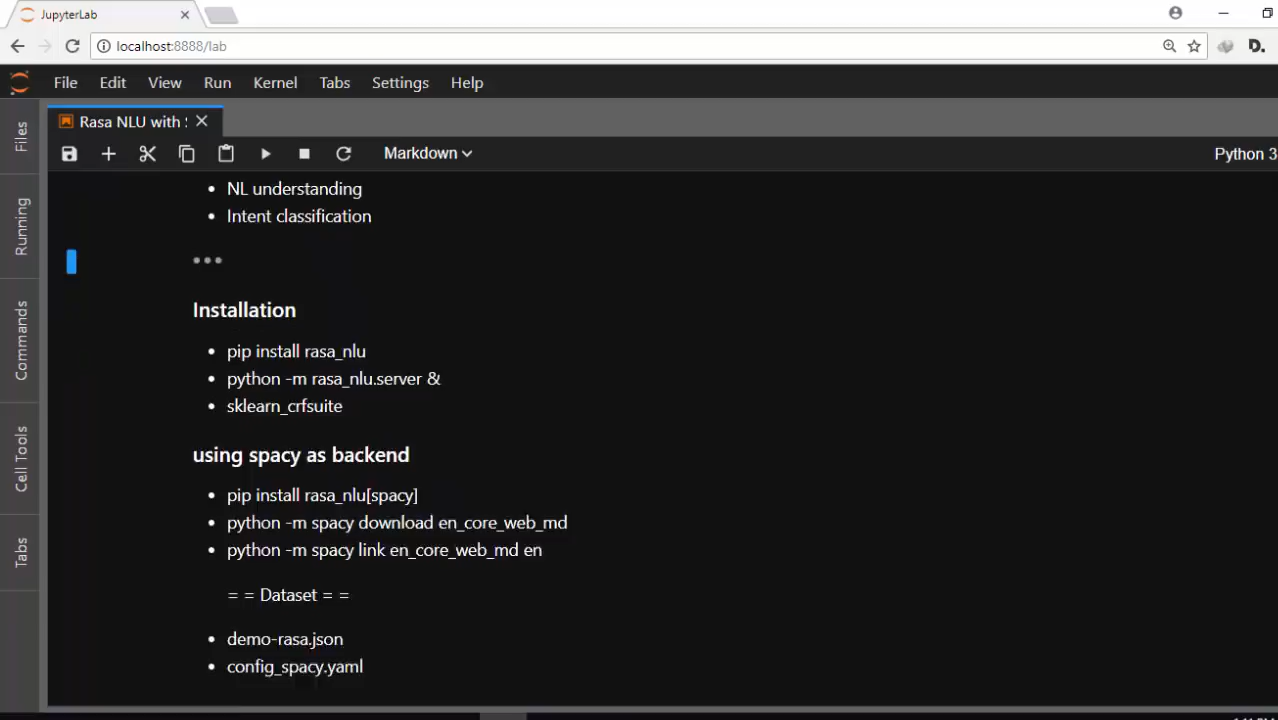 JupyterLab
localhost:8888/lab
D.
File Edit View Run Kernel Tabs Settings Help
Files
Running
Commands
Cell Tools
Tabs
Rasa NLU with
Markdown
Python 3
NL understanding
Intent classification
Installation
pip install rasa_nlu
python -m rasa_nlu.server &
sklearn_crfsuite
using spacy as backend
pip install rasa_nlu[spacy]
python -m spacy download en_core_web_md
python -m spacy link en_core_web_md en
= = Dataset = =
demo-rasa.json
config_spacy.yaml